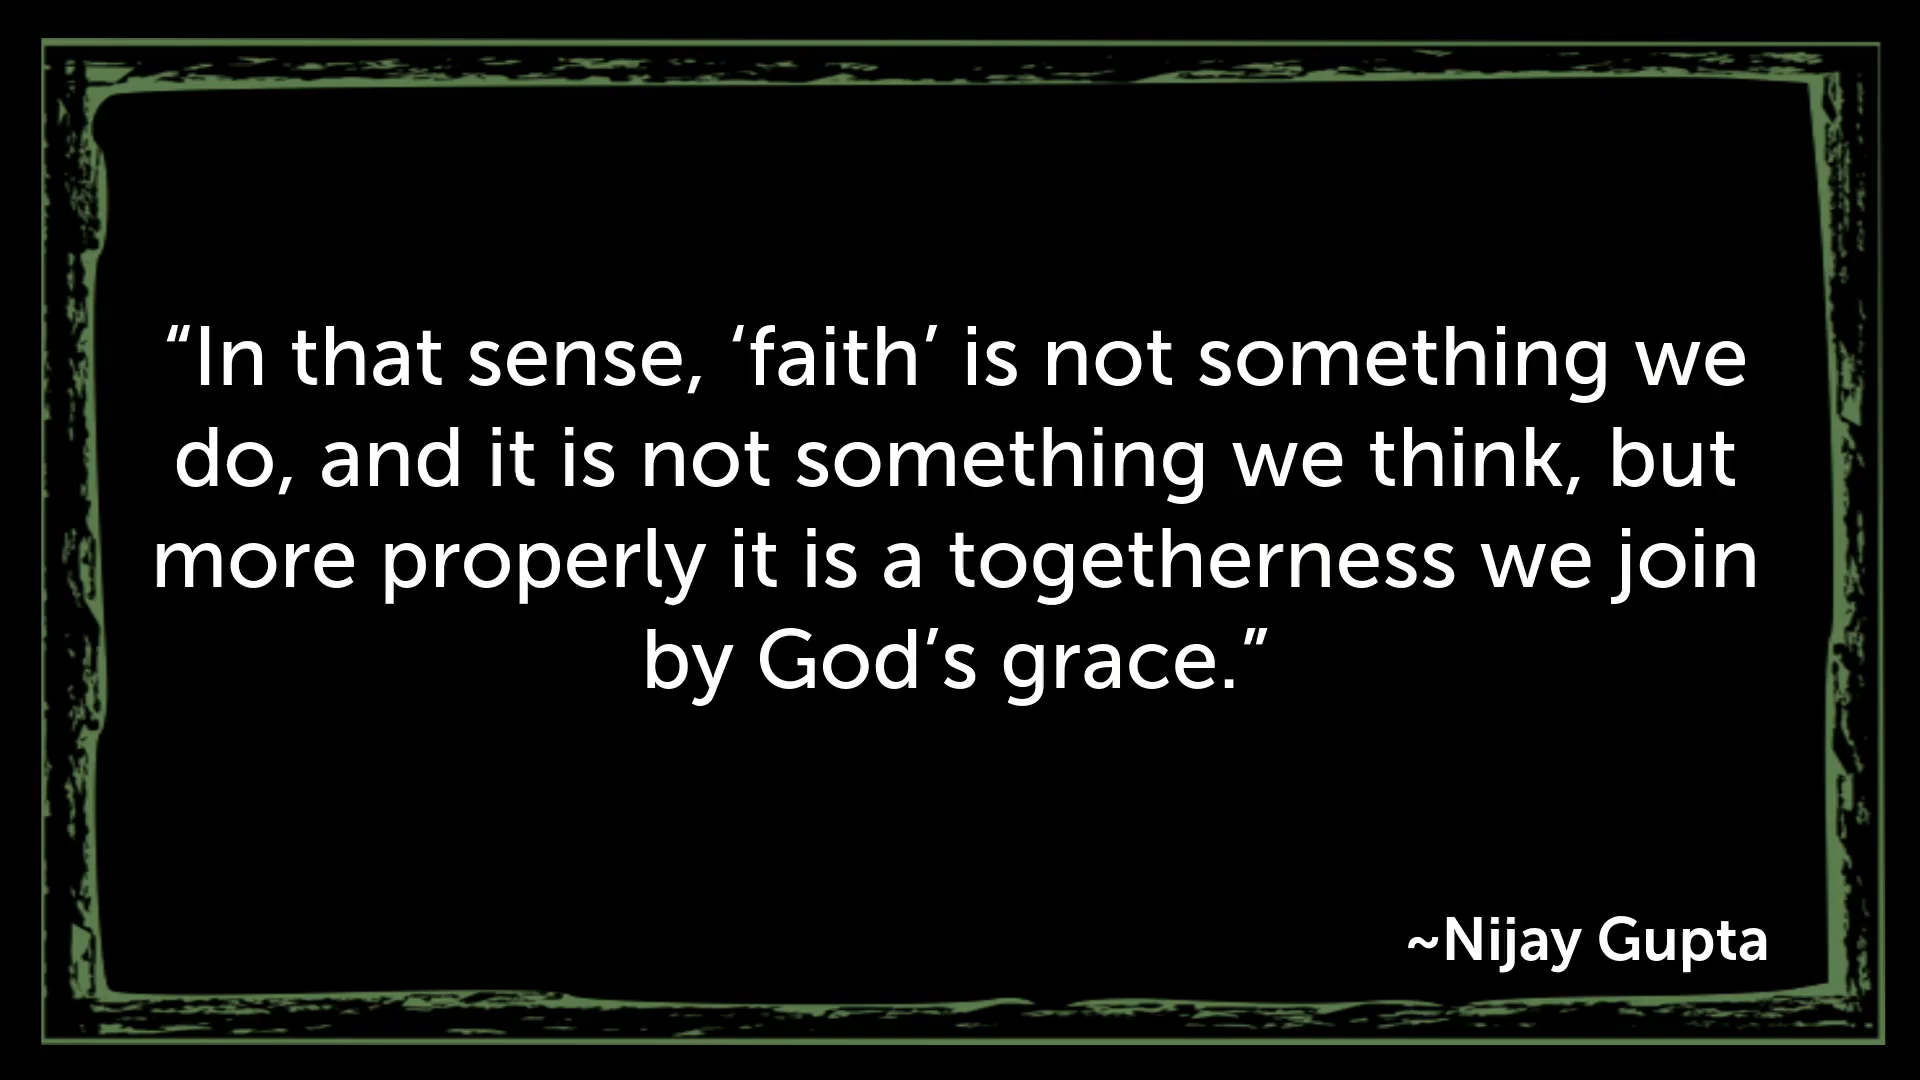 “In that sense, ‘faith’ is not something we
do, and it is not something we think, but
more properly it is a togetherness we join
by God’s grace.”
~Nijay Gupta